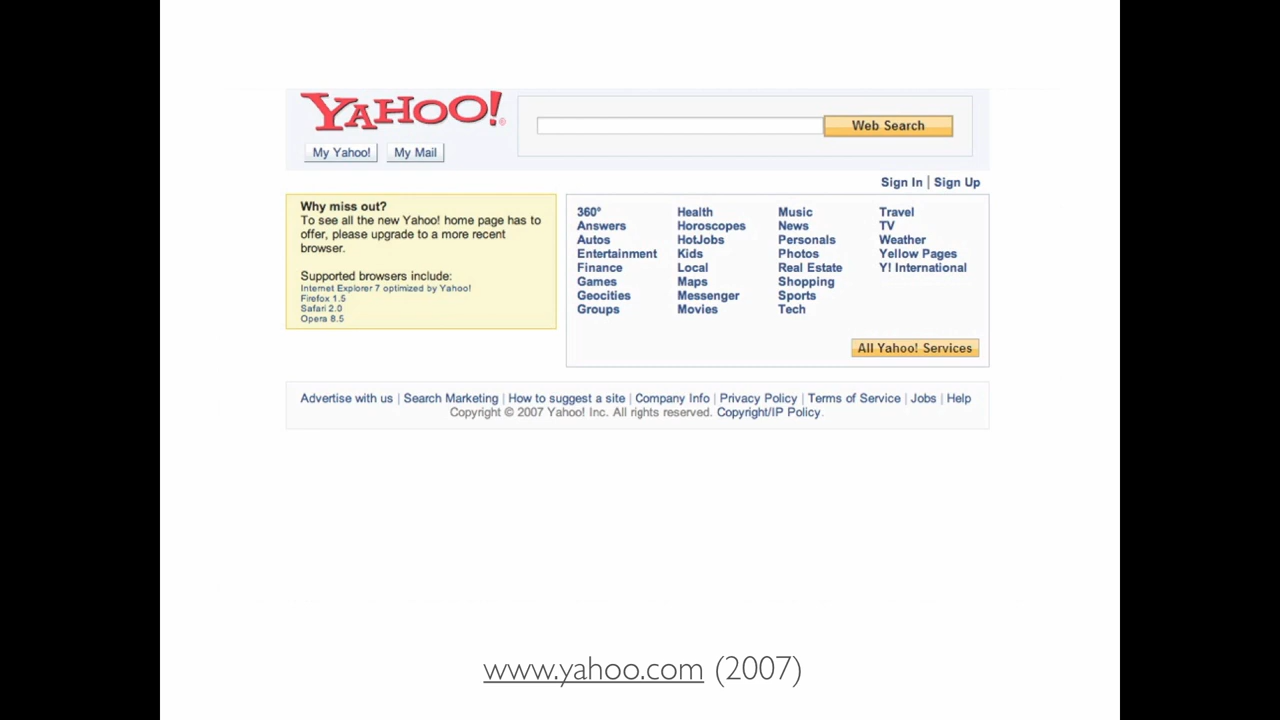 YAHOO!
Web Search
My Yahoo! My Mail
Sign In | Sign Up
Why miss out?
To see all the new Yahoo! home page has to
offer, please upgrade to a more recent
browser.
Supported browsers include:
Internet Explorer 7 optimized by Yahoo!
Firefox 1.5
Safari 2.0
Opera 8.5
360° Health Music Travel
Answers Horoscopes News TV
Autos HotJobs Personals Weather
Entertainment Kids Photos Yellow Pages
Finance Local Real Estate Y! International
Games Maps Shopping
Geocities Messenger Sports
Groups Movies Tech
All Yahoo! Services
Advertise with us | Search Marketing | How to suggest a site | Company Info | Privacy Policy | Terms of Service | Jobs | Help
Copyright © 2007 Yahoo! Inc. All rights reserved. Copyright/IP Policy.
www.yahoo.com (2007)